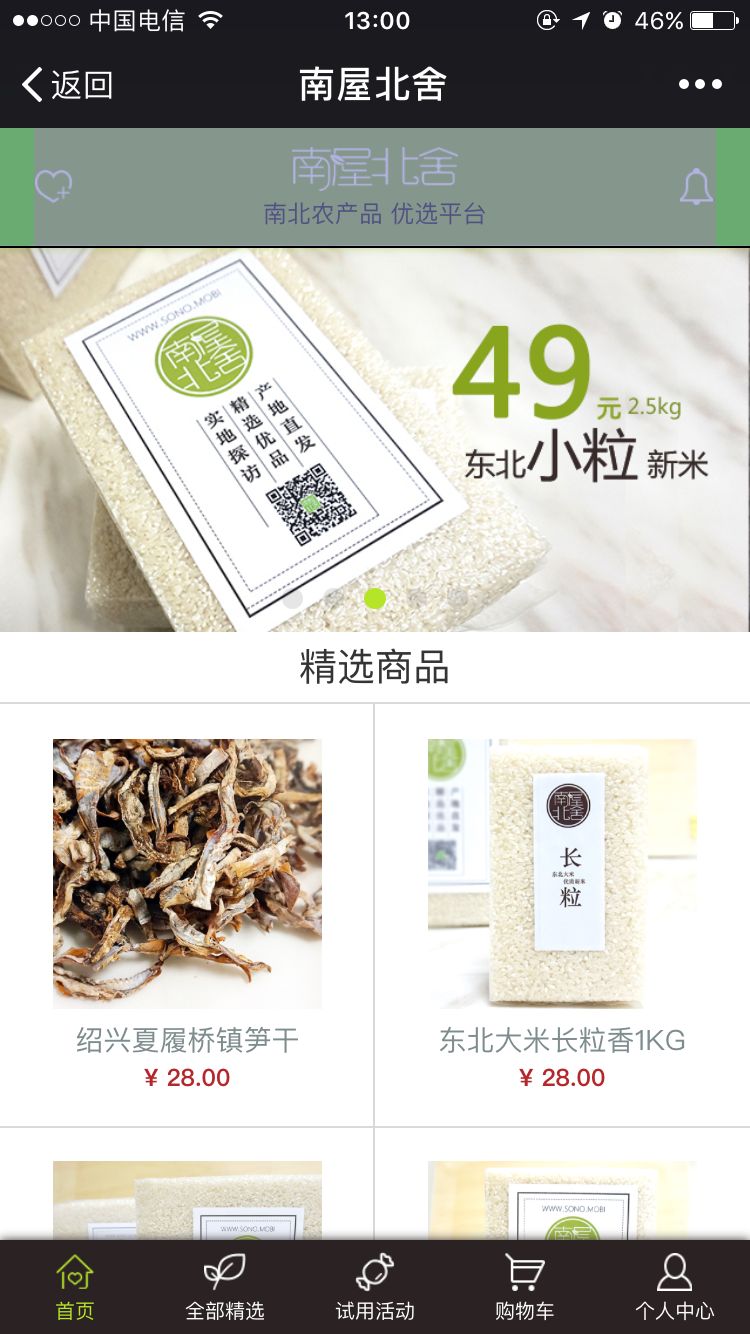 中国电信 13:00 46%
返回 南屋北舍
南屋北舍
南北农产品 优选平台
WWW.SONO.MOBI
南屋北舍
产地直发
精选优品
实地探访
49元 2.5kg
东北小粒 新米
精选商品
南屋北舍
长粒
东北大米
优质新米
绍兴夏履桥镇笋干
¥ 28.00
东北大米长粒香1KG
¥ 28.00
WWW.SONO.MOBI
WWW.SONO.MOBI
首页 全部精选 试用活动 购物车 个人中心